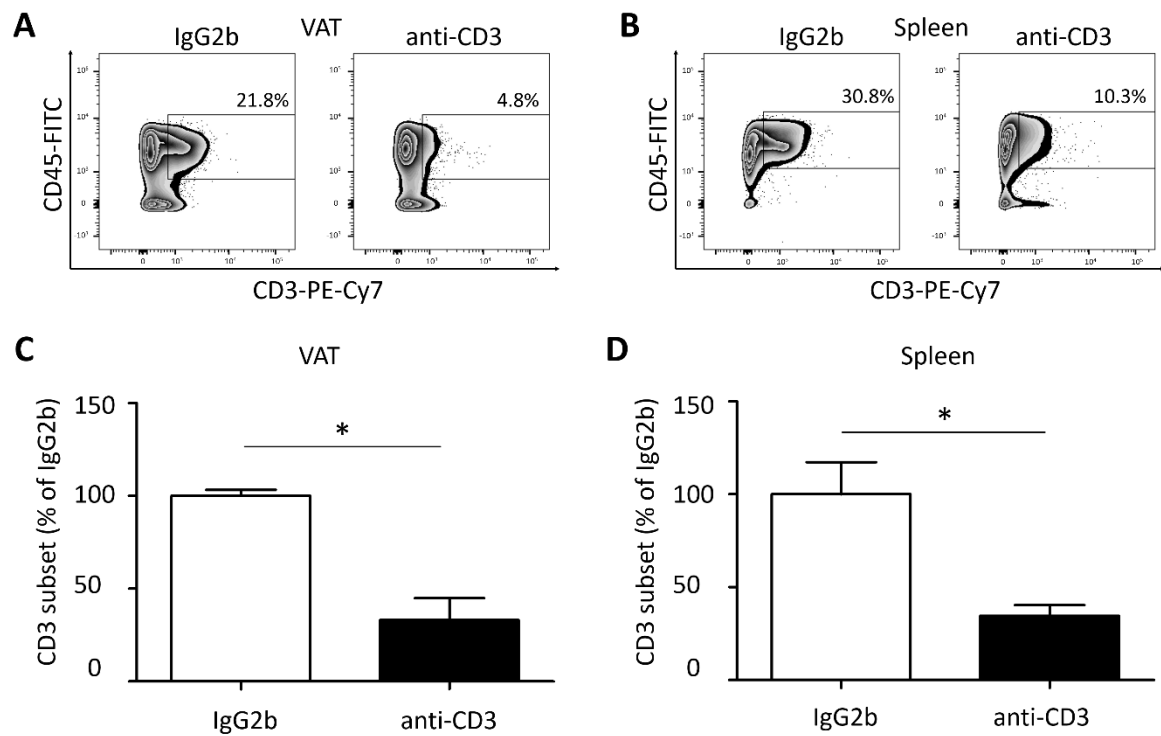 A
VAT
IgG2b
anti-CD3
21.8%
4.8%
CD45-FITC
CD3-PE-Cy7
B
Spleen
IgG2b
anti-CD3
30.8%
10.3%
CD45-FITC
CD3-PE-Cy7
C
VAT
CD3 subset (% of IgG2b)
150
100
50
0
*
IgG2b
anti-CD3
D
Spleen
CD3 subset (% of IgG2b)
150
100
50
0
*
IgG2b
anti-CD3